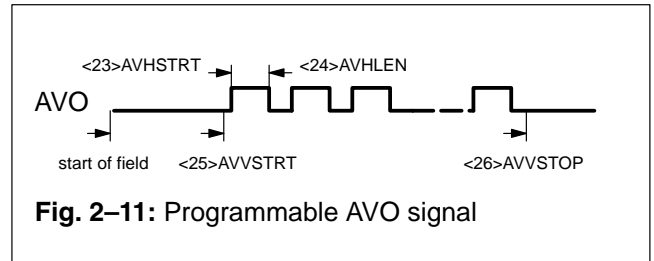 <23>AVHSTRT <24>AVHLEN
AVO
start of field <25>AVVSTRT <26>AVVSTOP
Fig. 2–11: Programmable AVO signal